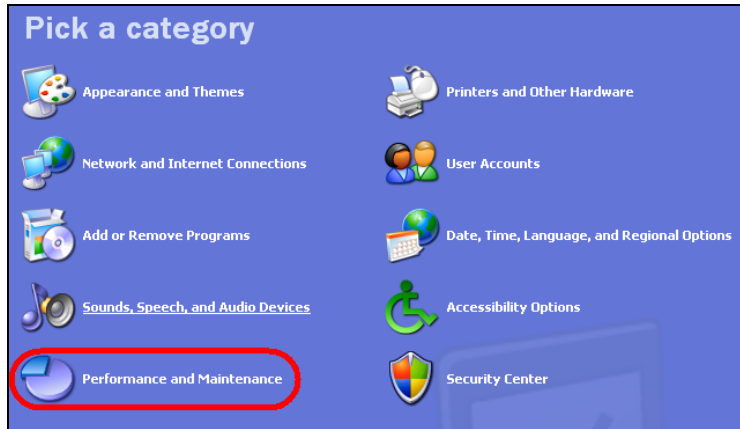 Pick a category
Appearance and Themes
Printers and Other Hardware
Network and Internet Connections
User Accounts
Add or Remove Programs
Date, Time, Language, and Regional Options
Sounds, Speech, and Audio Devices
Accessibility Options
Performance and Maintenance
Security Center